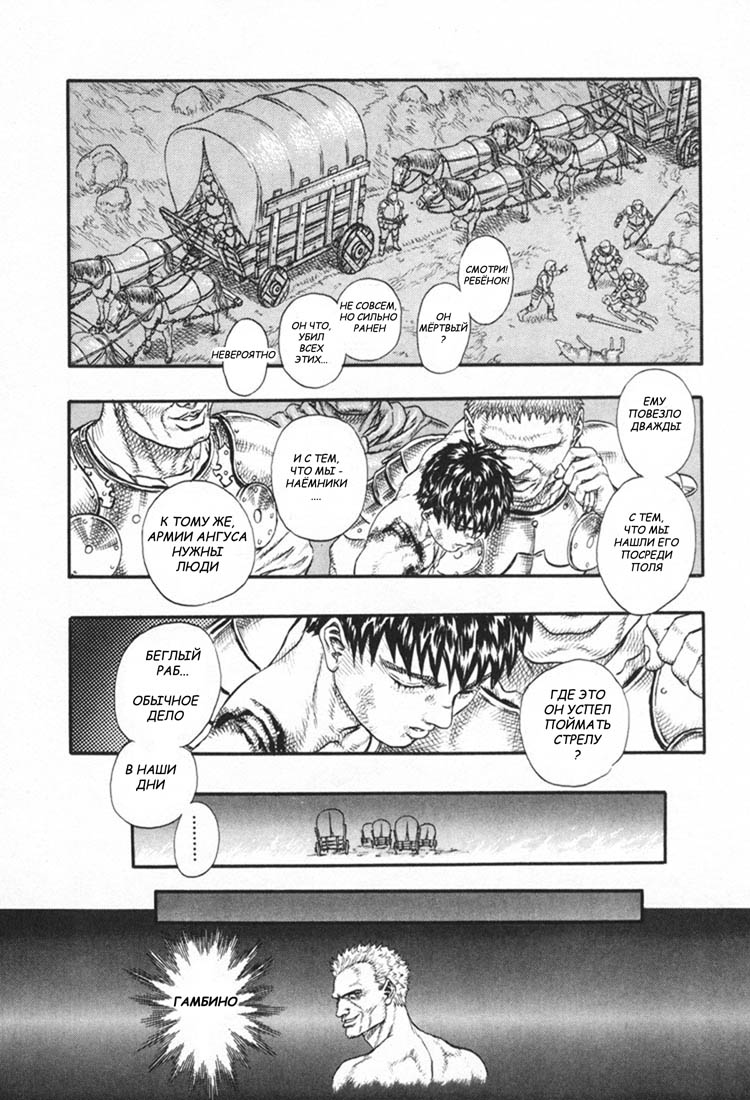 СМОТРИ!
РЕБЁНОК!
ОН
МЁРТВЫЙ
?
НЕ СОВСЕМ,
НО СИЛЬНО
РАНЕН
ОН ЧТО,
УБИЛ
ВСЕХ
ЭТИХ...
НЕВЕРОЯТНО
ЕМУ
ПОВЕЗЛО
ДВАЖДЫ
С ТЕМ,
ЧТО МЫ
НАШЛИ ЕГО
ПОСРЕДИ
ПОЛЯ
И С ТЕМ,
ЧТО МЫ -
НАЁМНИКИ
....
К ТОМУ ЖЕ,
АРМИИ АНГУСА
НУЖНЫ
ЛЮДИ
ГДЕ ЭТО
ОН УСПЕЛ
ПОЙМАТЬ
СТРЕЛУ
?
БЕГЛЫЙ
РАБ...
ОБЫЧНОЕ
ДЕЛО
В НАШИ
ДНИ
........
ГАМБИНО